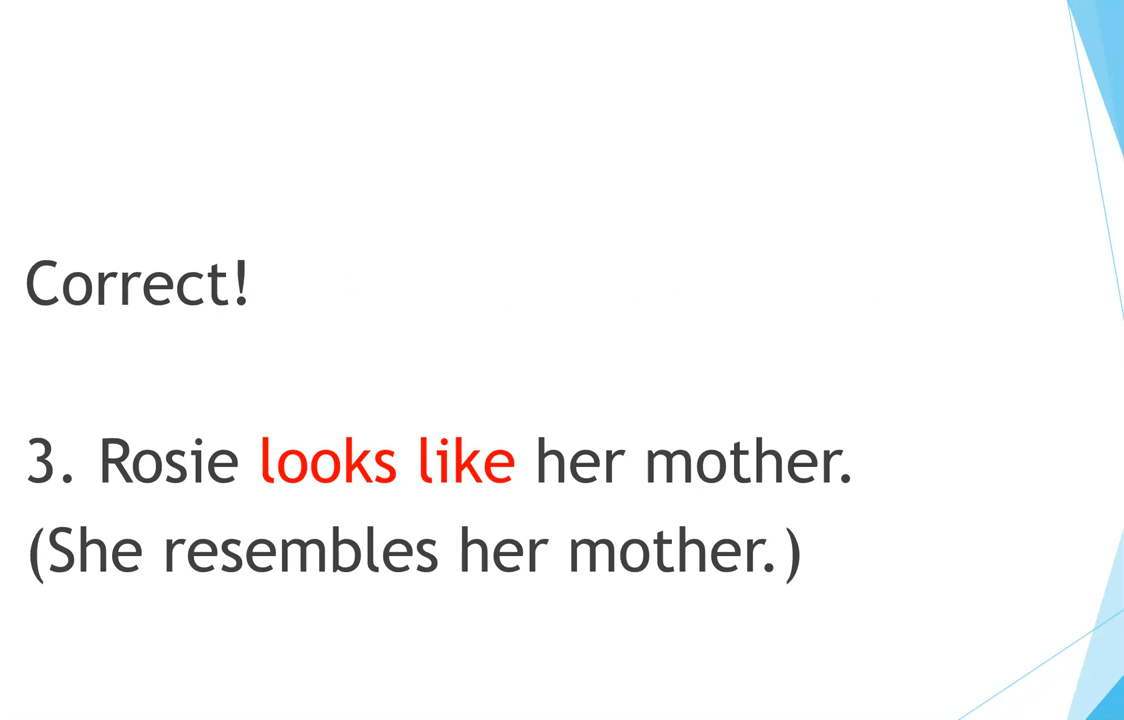 Correct!
3. Rosie looks like her mother.
(She resembles her mother.)